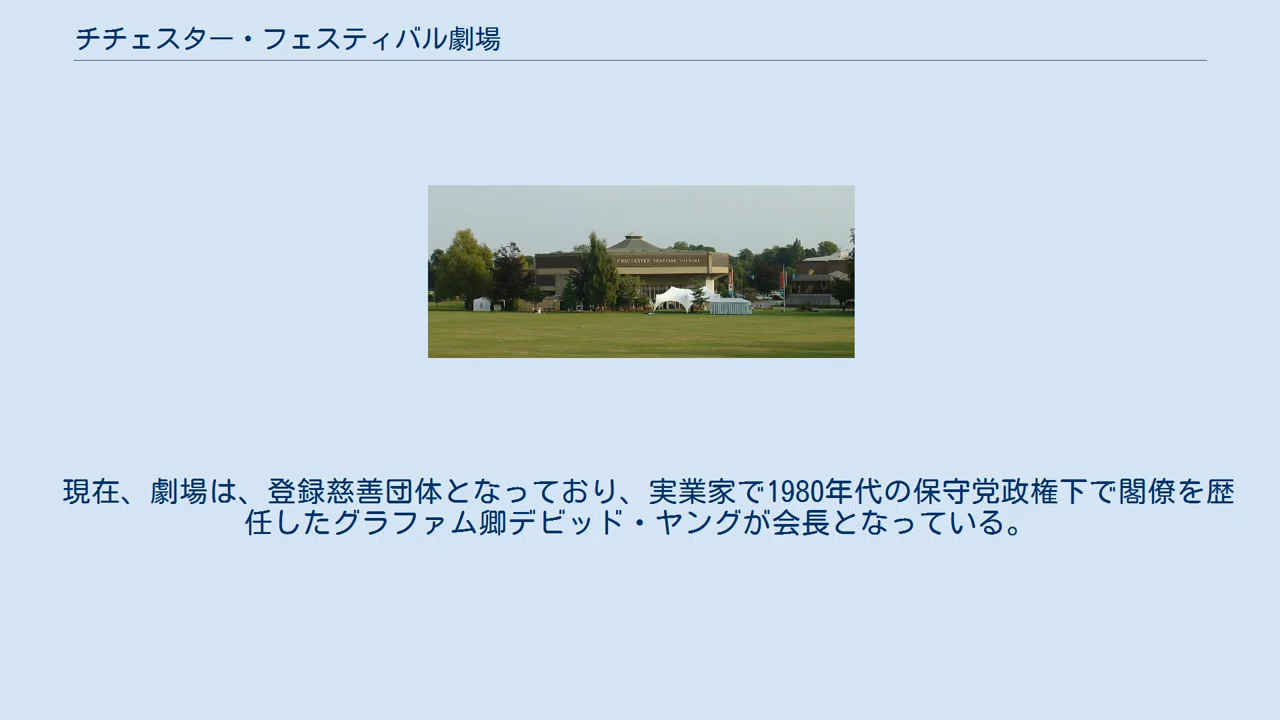 チチェスター・フェスティバル劇場
CHICHESTER FESTIVAL THEATRE
現在、劇場は、登録慈善団体となっており、実業家で1980年代の保守党政権下で閣僚を歴
任したグラファム卿デビッド・ヤングが会長となっている。